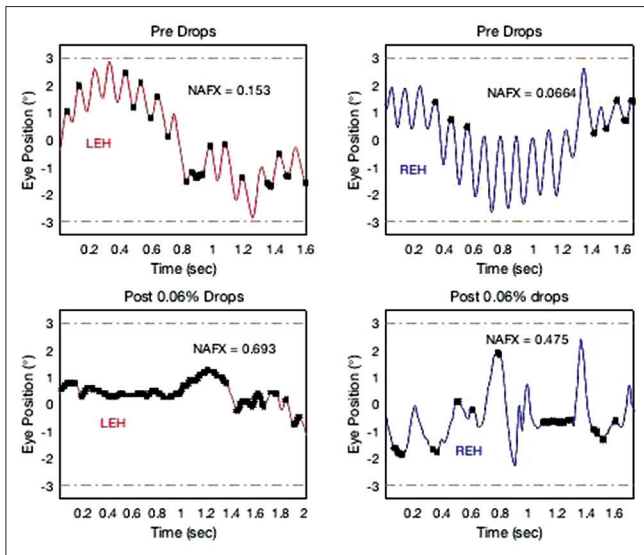 Pre Drops
3
2
1
0
-1
-2
-3
Eye Position (°)
NAFX = 0.153
LEH
0.2 0.4 0.6 0.8 1 1.2 1.4 1.6
Time (sec)
Pre Drops
3
2
1
0
-1
-2
-3
Eye Position (°)
NAFX = 0.0664
REH
0.2 0.4 0.6 0.8 1 1.2 1.4 1.6
Time (sec)
Post 0.06% Drops
3
2
1
0
-1
-2
-3
Eye Position (°)
NAFX = 0.693
LEH
0.2 0.4 0.6 0.8 1 1.2 1.4 1.6 1.8 2
Time (sec)
Post 0.06% drops
3
2
1
0
-1
-2
-3
Eye Position (°)
NAFX = 0.475
REH
0.2 0.4 0.6 0.8 1 1.2 1.4 1.6
Time (sec)